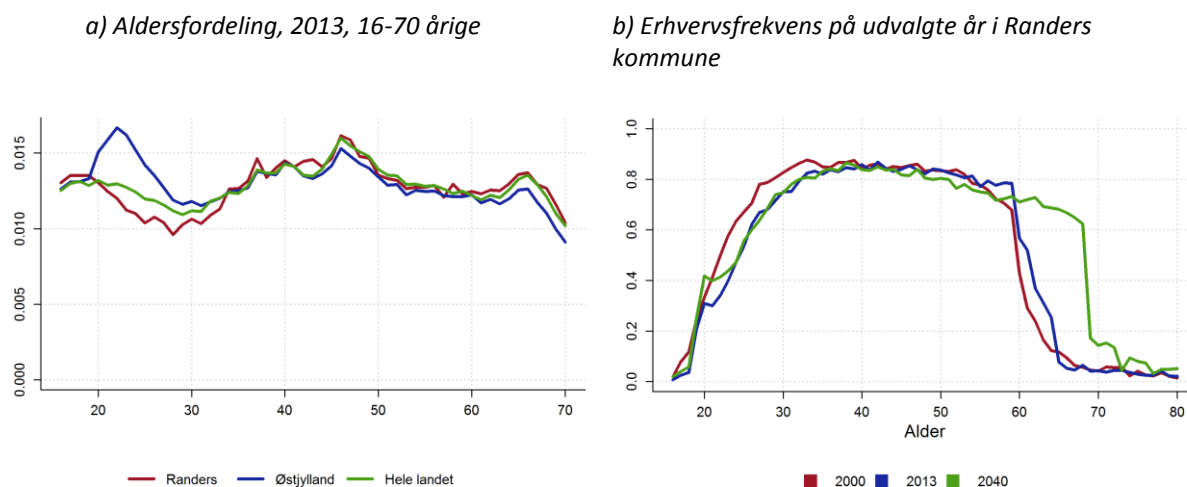 a) Aldersfordeling, 2013, 16-70 årige
0.015
0.010
0.005
0.000
20 30 40 50 60 70
Randers Østjylland Hele landet
b) Erhvervsfrekvens på udvalgte år i Randers
kommune
1.0
0.8
0.6
0.4
0.2
0.0
20 30 40 50 60 70 80
Alder
2000 2013 2040